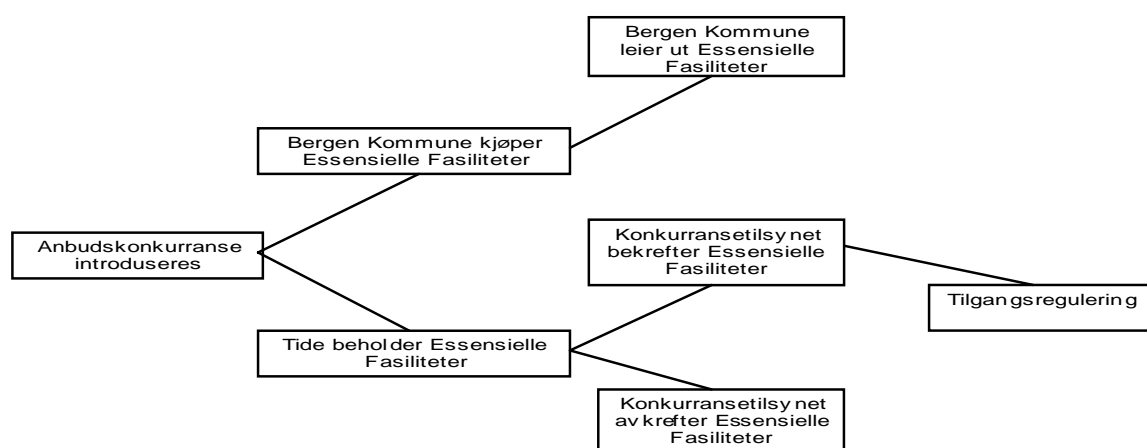 Bergen Kommune
leier ut Essensielle
Fasiliteter
Bergen Kommune kjøper
Essensielle Fasiliteter
Anbudskonkurranse
introduseres
Konkurransetilsynet
bekrefter Essensielle
Fasiliteter
Tilgangsregulering
Tide beholder Essensielle
Fasiliteter
Konkurransetilsynet
avkrefter Essensielle
Fasiliteter